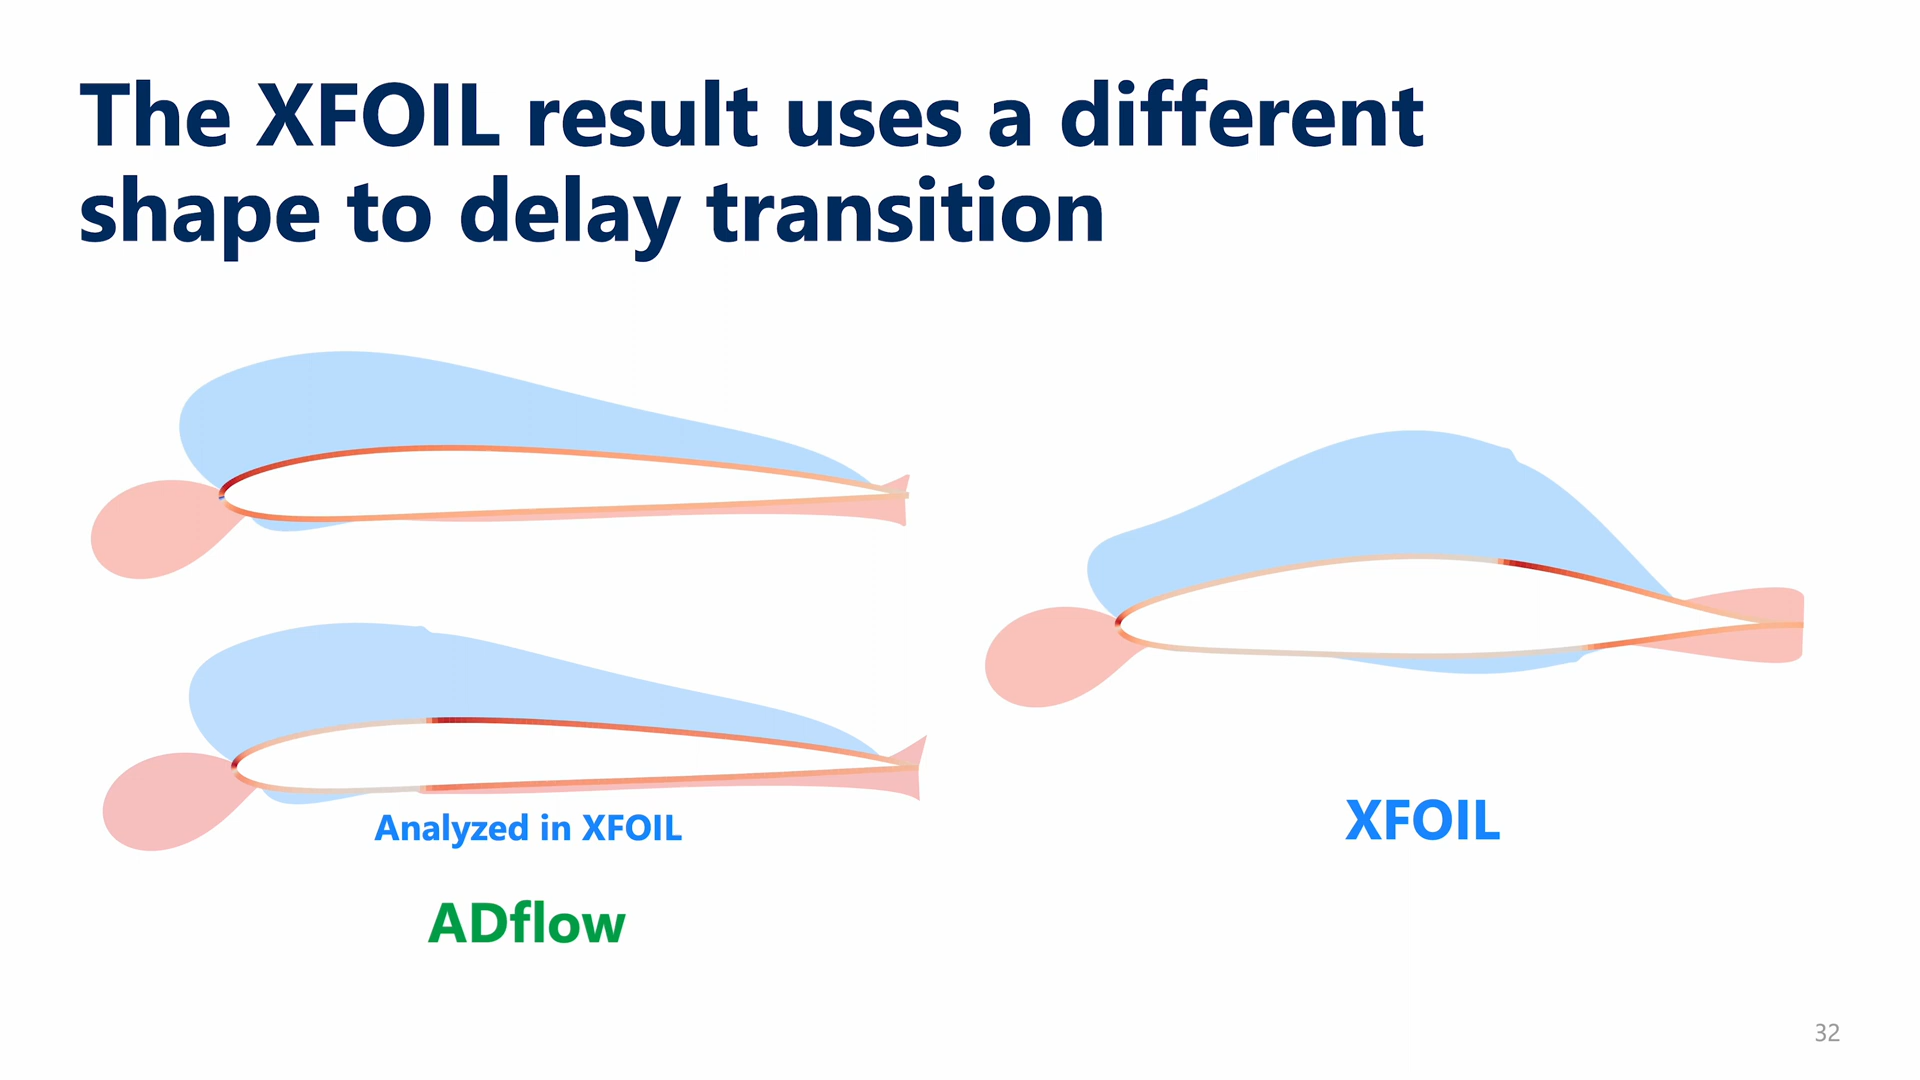 The XFOIL result uses a different
shape to delay transition
Analyzed in XFOIL
ADflow
XFOIL
32